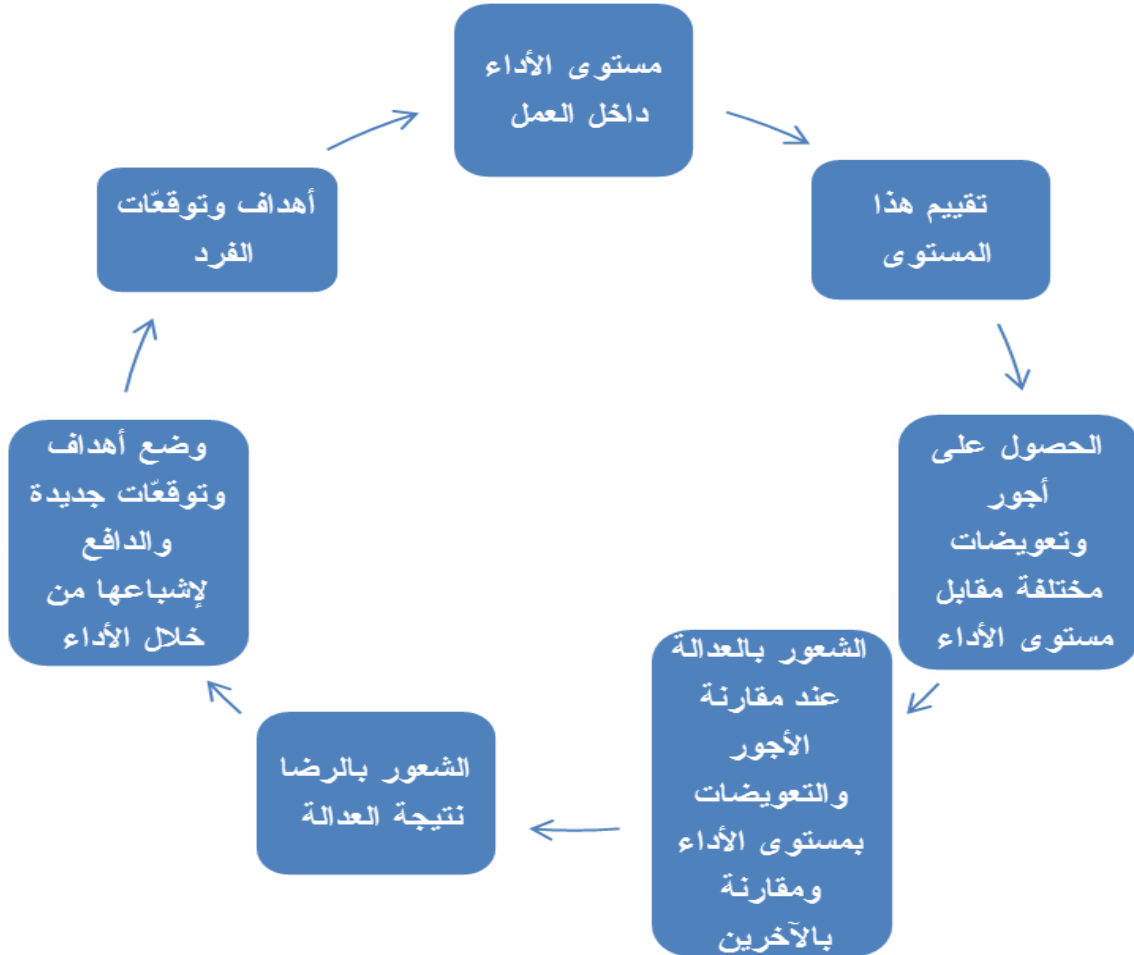 مستوى الأداء
داخل العمل
تقييم هذا
المستوى
الحصول على
أجور
وتعويضات
مختلفة مقابل
مستوى الأداء
الشعور بالعدالة
عند مقارنة
الأجور
والتعويضات
بمستوى الأداء
ومقارنة
بالآخرين
الشعور بالرضا
نتيجة العدالة
وضع أهداف
وتوقعّات جديدة
والدافع
لإشباعها من
خلال الأداء
أهداف وتوقعّات
الفرد